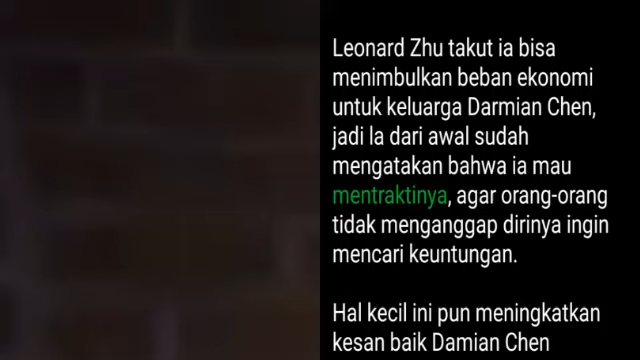 Leonard Zhu takut ia bisa
menimbulkan beban ekonomi
untuk keluarga Darmian Chen,
jadi Ia dari awal sudah
mengatakan bahwa ia mau
mentraktinya, agar orang-orang
tidak menganggap dirinya ingin
mencari keuntungan.
Hal kecil ini pun meningkatkan
kesan baik Damian Chen